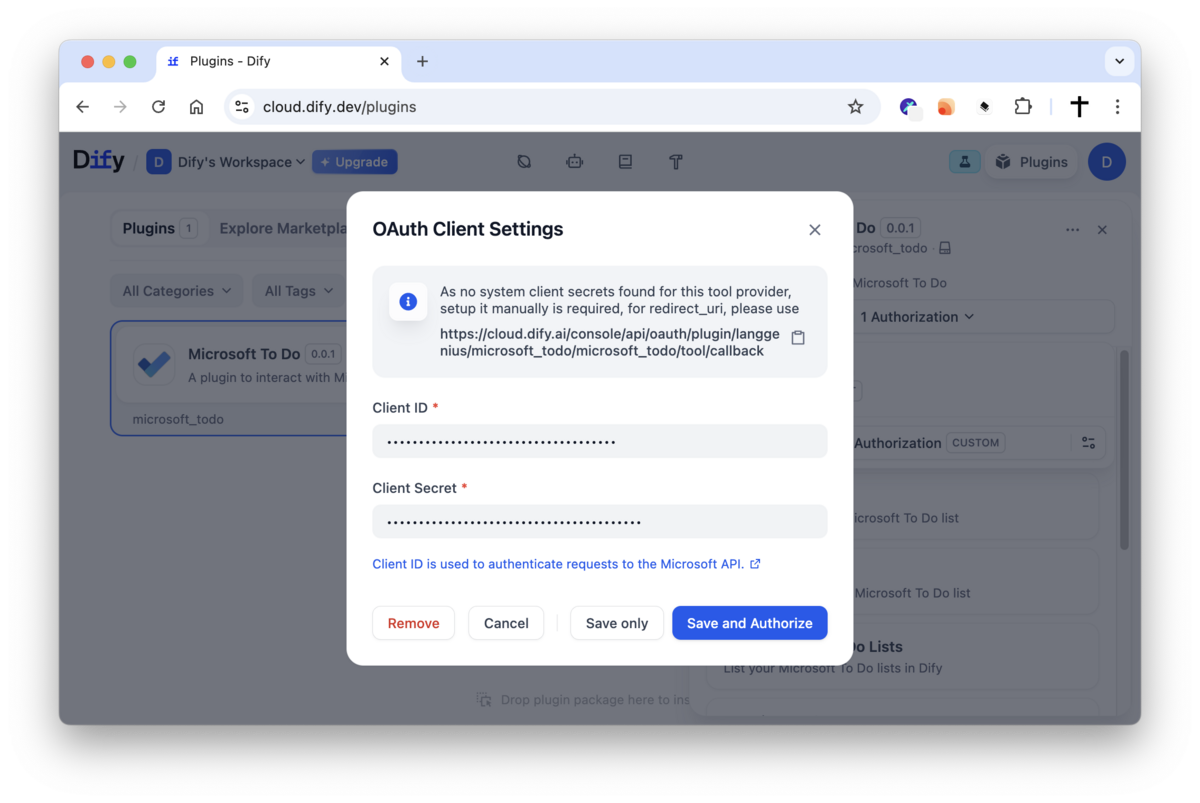 Plugins - Dify
cloud.dify.dev/plugins
Dify / D Dify's Workspace Upgrade Plugins D
Plugins 1 Explore
All Categories All Tags
Microsoft To Do 0.0.1
A plugin to interact with
microsoft_todo
Do 0.0.1
Microsoft To Do
1 Authorization
Authorization CUSTOM
To Do list
Microsoft To Do list
Lists
List your Microsoft To Do lists in Dify
Drop plugin package here to
OAuth Client Settings
As no system client secrets found for this tool provider,
setup it manually is required, for redirect_uri, please use
https://cloud.dify.ai/console/api/oauth/plugin/langge
nius/microsoft_todo/microsoft_todo/tool/callback
Client ID *
••••••••••••••••••••••••••••••••••••
Client Secret *
••••••••••••••••••••••••••••••••••••••••
Client ID is used to authenticate requests to the Microsoft API.
Remove Cancel Save only Save and Authorize